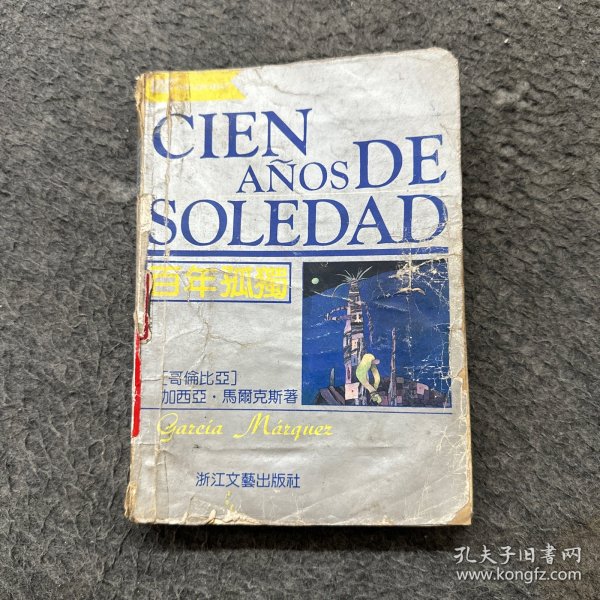 CIEN
AÑOS DE
SOLEDAD
百年孤獨
[哥倫比亞]
加西亞·馬爾克斯著
García Márquez
浙江文藝出版社
孔夫子旧書网
www.kongfz.com